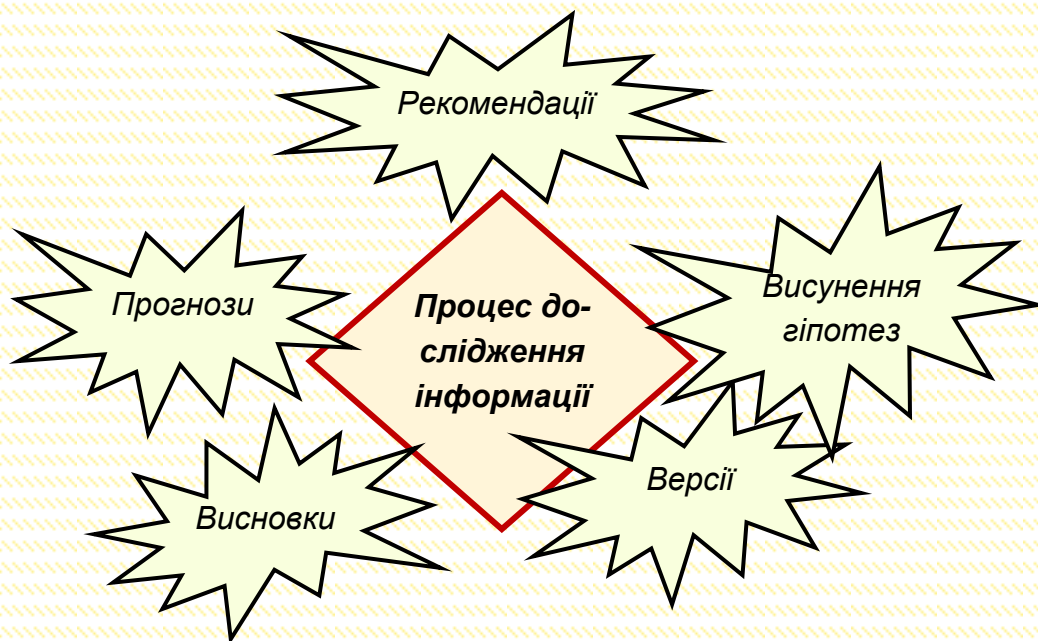 Рекомендації
Прогнози
Висунення
гіпотез
Процес до-
слідження
інформації
Версії
Висновки